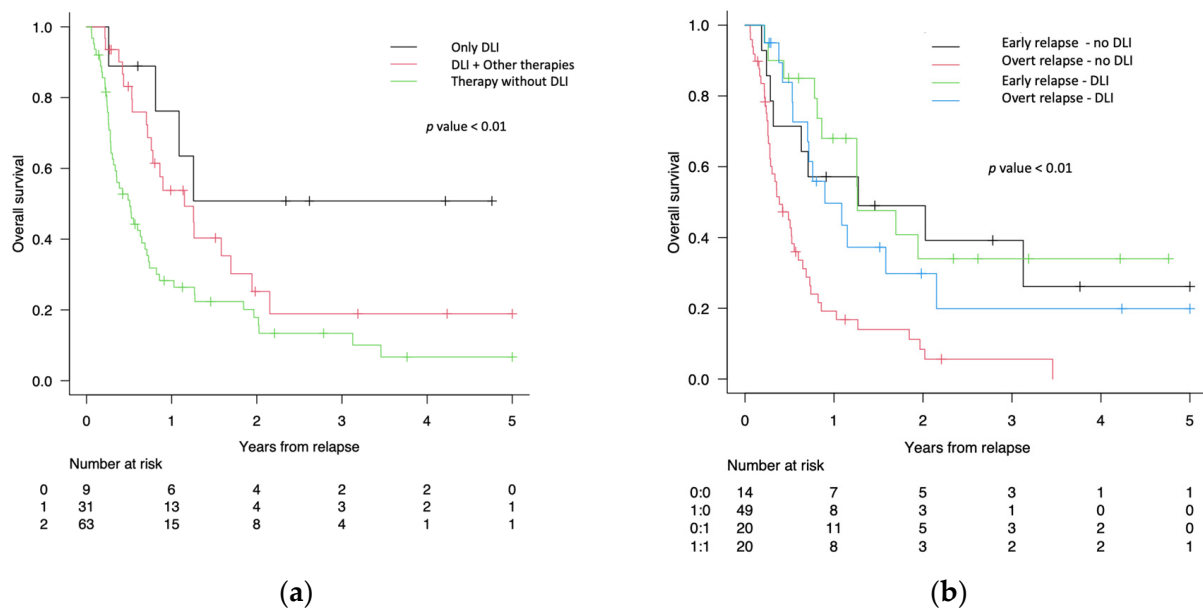 Only DLI
DLI + Other therapies
Therapy without DLI
p value < 0.01
Overall survival
1.0
0.8
0.6
0.4
0.2
0.0
0 1 2 3 4 5
Years from relapse
Number at risk
0 9 6 4 2 2 0
1 31 13 4 3 2 1
2 63 15 8 4 1 1
(a)
Early relapse - no DLI
Overt relapse - no DLI
Early relapse - DLI
Overt relapse - DLI
p value < 0.01
Overall survival
1.0
0.8
0.6
0.4
0.2
0.0
0 1 2 3 4 5
Years from relapse
Number at risk
0:0 14 7 5 3 1 1
1:0 49 8 3 1 0 0
0:1 20 11 5 3 2 0
1:1 20 8 3 2 2 1
(b)